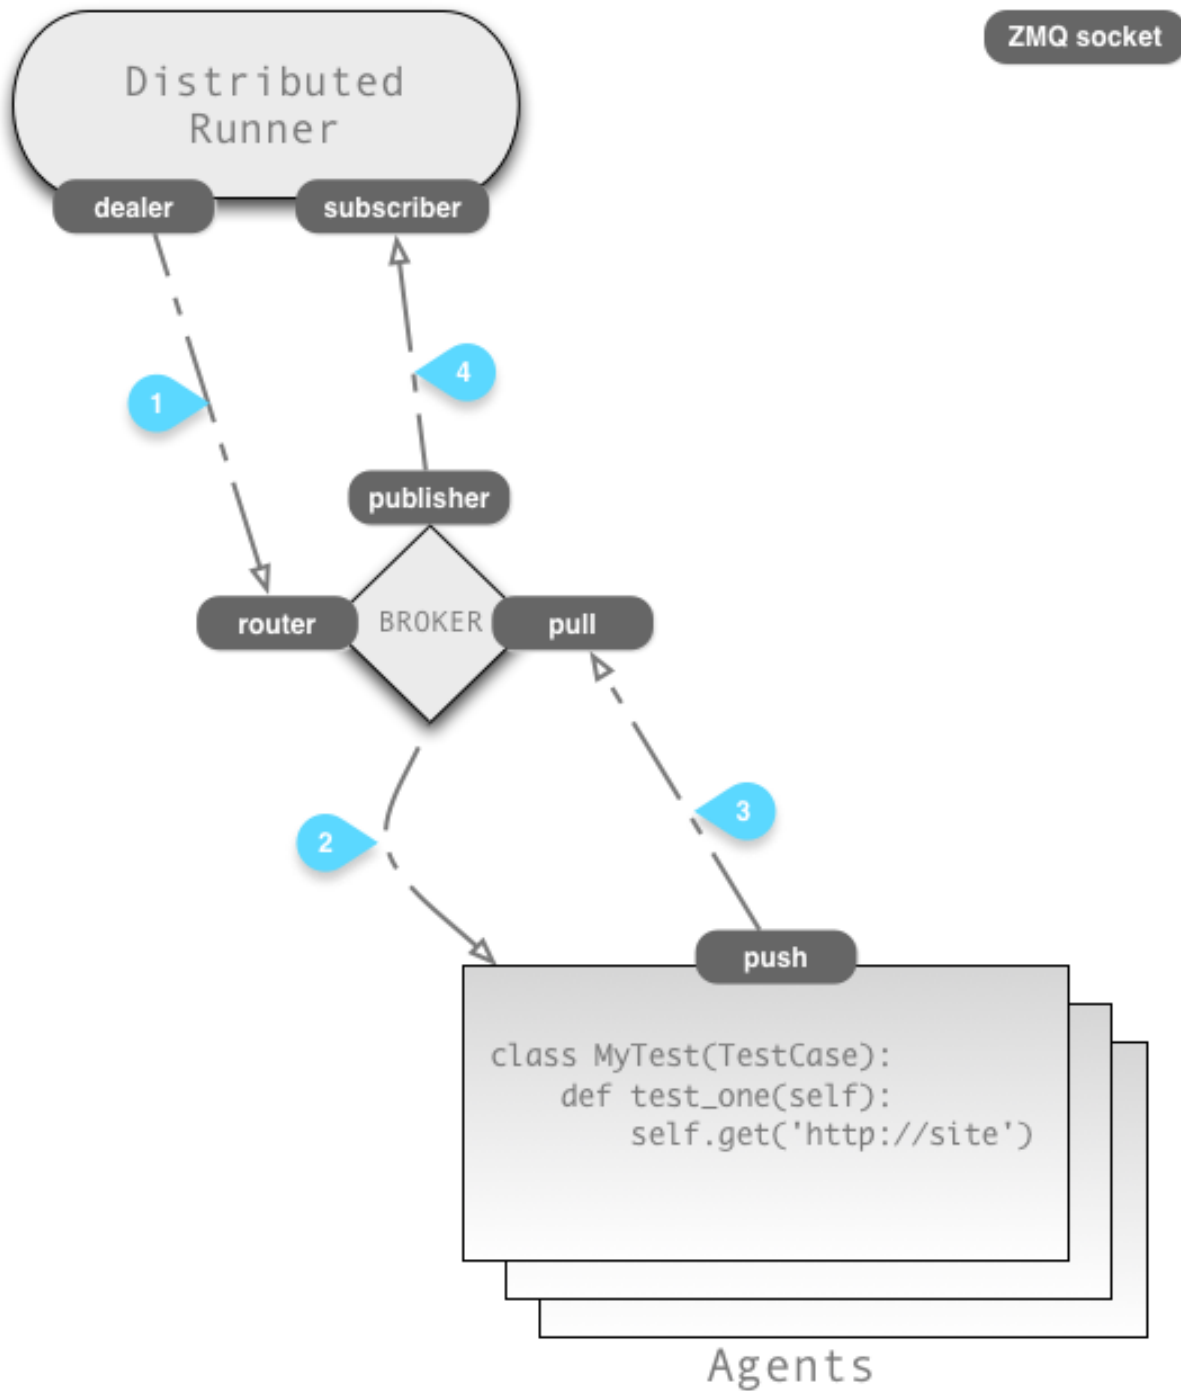 ZMQ socket
Distributed
Runner
dealer
subscriber
4
1
publisher
router
BROKER
pull
3
2
push
class MyTest(TestCase):
    def test_one(self):
        self.get('http://site')
Agents